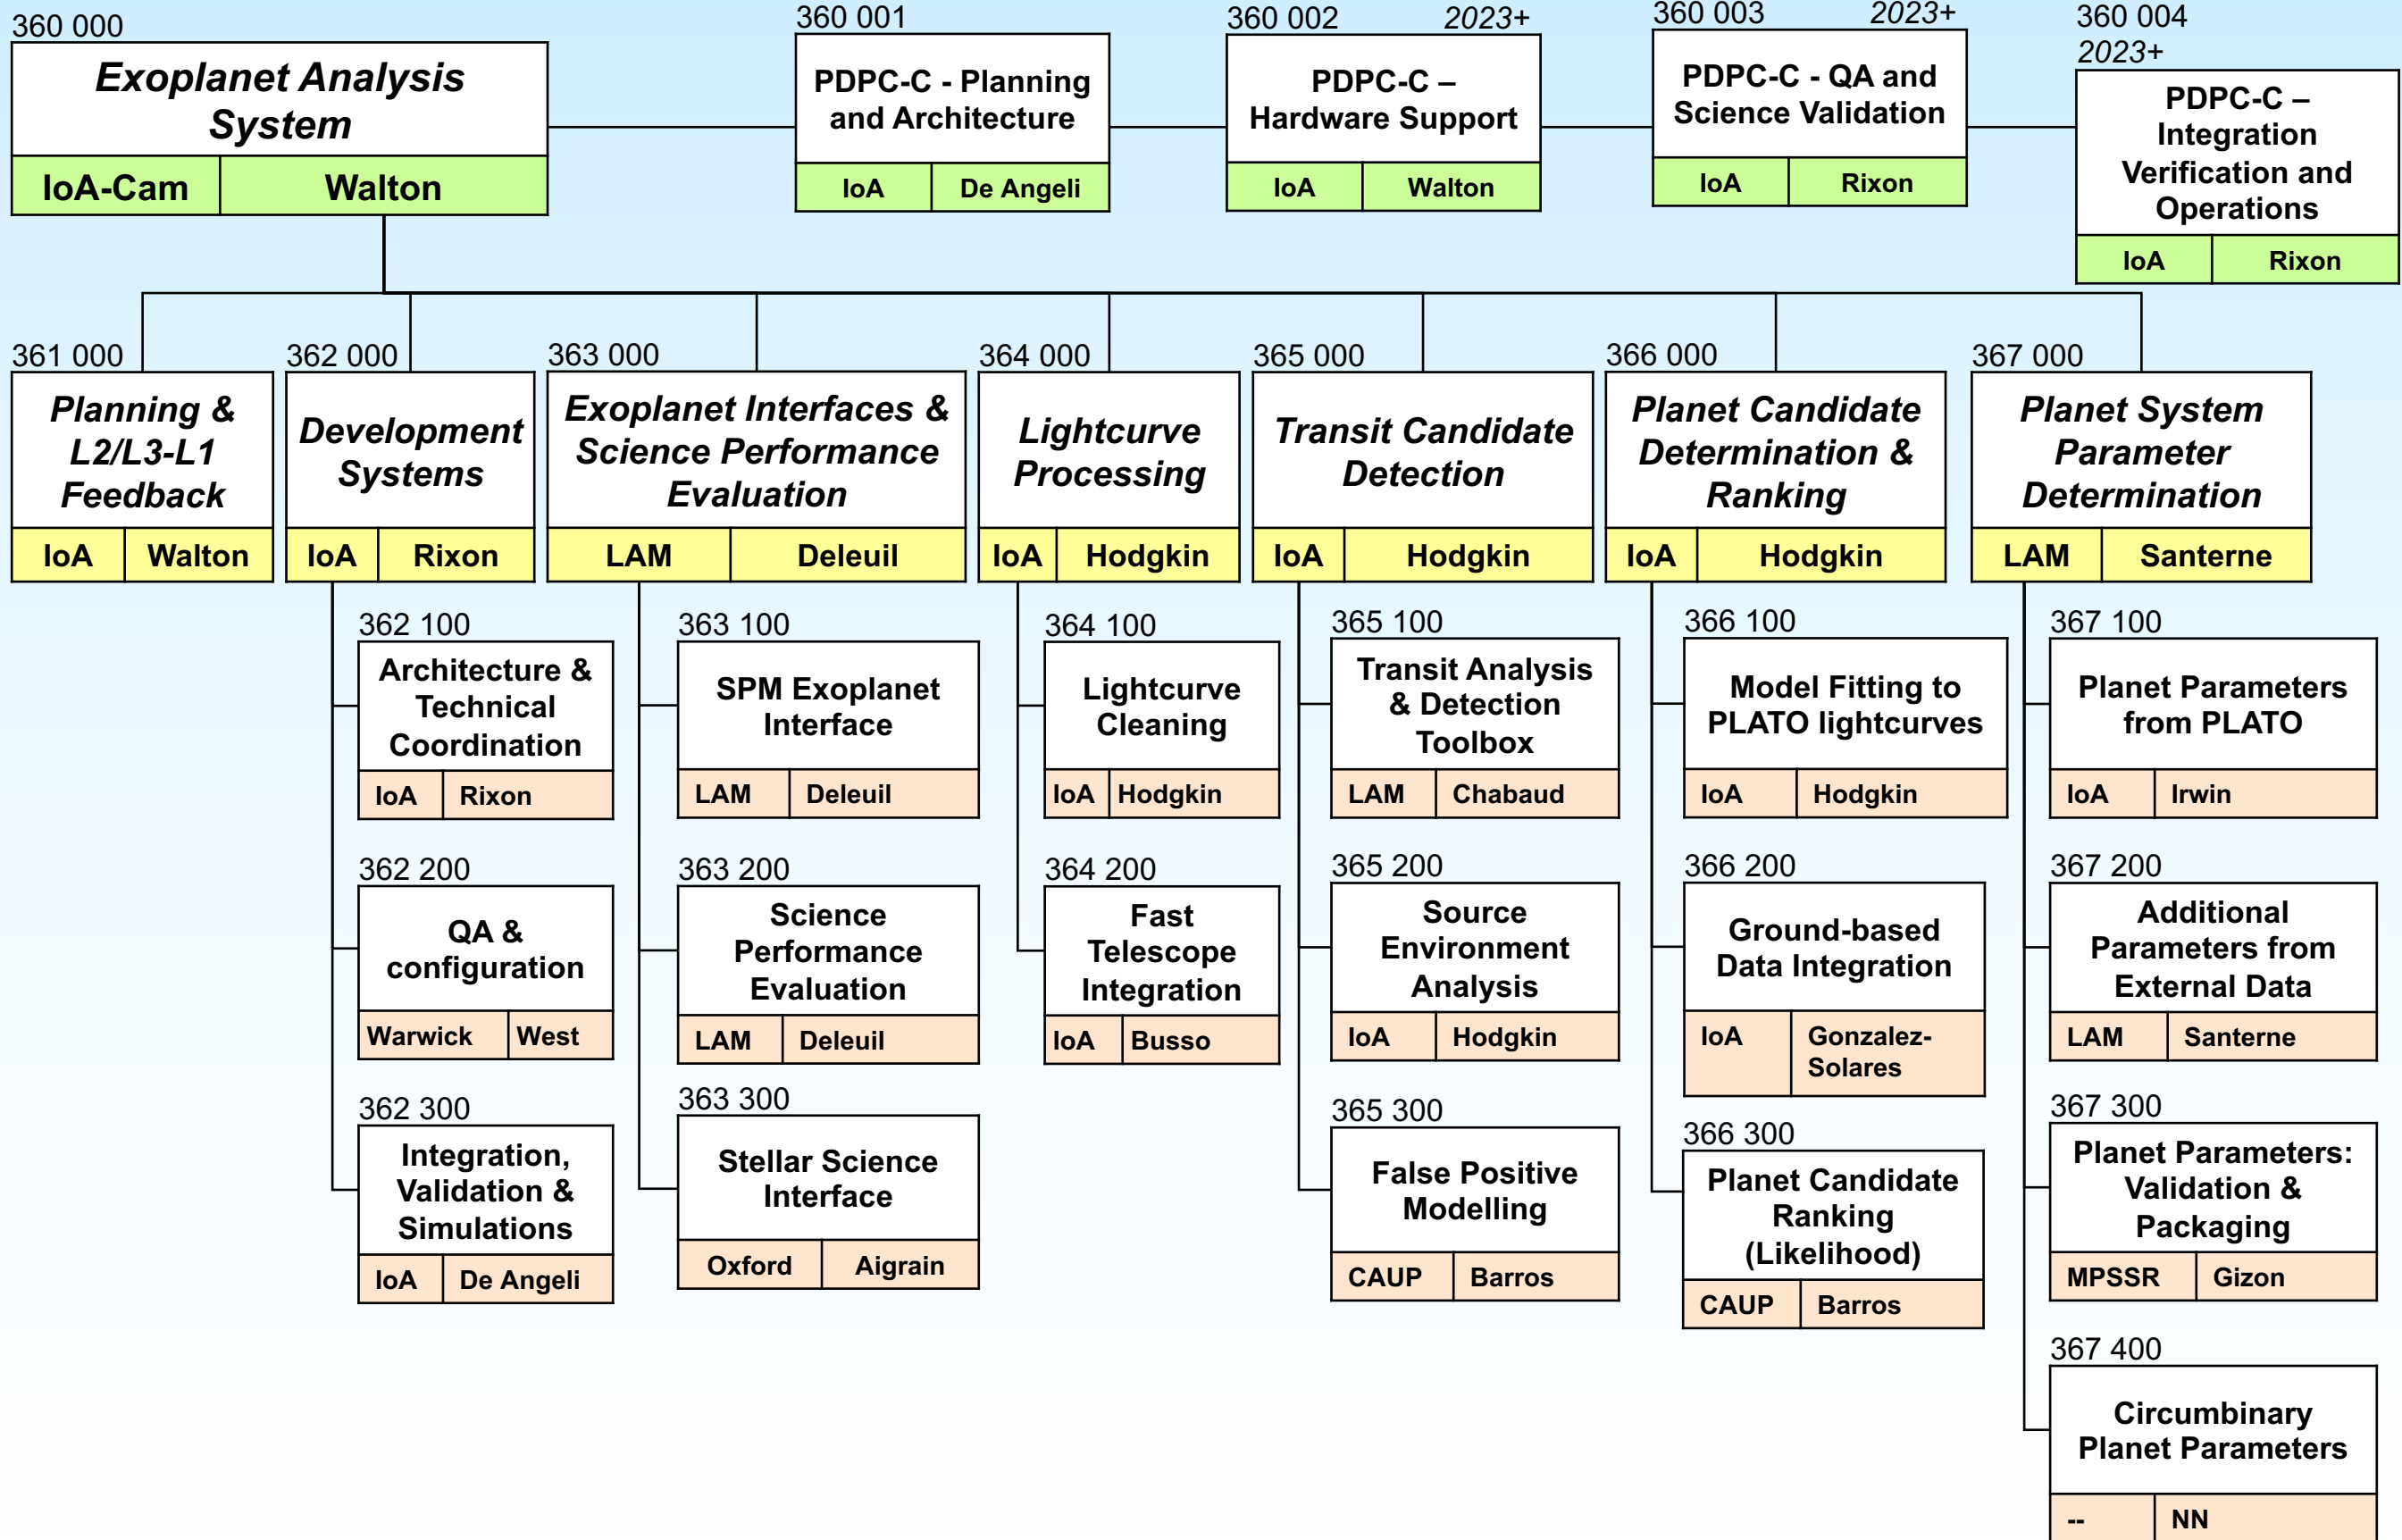 360 000
Exoplanet Analysis
System
IoA-Cam Walton
360 001
PDPC-C - Planning
and Architecture
IoA De Angeli
360 002 2023+
PDPC-C –
Hardware Support
IoA Walton
360 003 2023+
PDPC-C - QA and
Science Validation
IoA Rixon
360 004
2023+
PDPC-C –
Integration
Verification and
Operations
IoA Rixon
361 000
Planning &
L2/L3-L1
Feedback
IoA Walton
362 000
Development
Systems
IoA Rixon
363 000
Exoplanet Interfaces &
Science Performance
Evaluation
LAM Deleuil
364 000
Lightcurve
Processing
IoA Hodgkin
365 000
Transit Candidate
Detection
IoA Hodgkin
366 000
Planet Candidate
Determination &
Ranking
IoA Hodgkin
367 000
Planet System
Parameter
Determination
LAM Santerne
362 100
Architecture &
Technical
Coordination
IoA Rixon
362 200
QA &
configuration
Warwick West
362 300
Integration,
Validation &
Simulations
IoA De Angeli
363 100
SPM Exoplanet
Interface
LAM Deleuil
363 200
Science
Performance
Evaluation
LAM Deleuil
363 300
Stellar Science
Interface
Oxford Aigrain
364 100
Lightcurve
Cleaning
IoA Hodgkin
364 200
Fast
Telescope
Integration
IoA Busso
365 100
Transit Analysis
& Detection
Toolbox
LAM Chabaud
365 200
Source
Environment
Analysis
IoA Hodgkin
365 300
False Positive
Modelling
CAUP Barros
366 100
Model Fitting to
PLATO lightcurves
IoA Hodgkin
366 200
Ground-based
Data Integration
IoA Gonzalez-
Solares
366 300
Planet Candidate
Ranking
(Likelihood)
CAUP Barros
367 100
Planet Parameters
from PLATO
IoA Irwin
367 200
Additional
Parameters from
External Data
LAM Santerne
367 300
Planet Parameters:
Validation &
Packaging
MPSSR Gizon
367 400
Circumbinary
Planet Parameters
-- NN